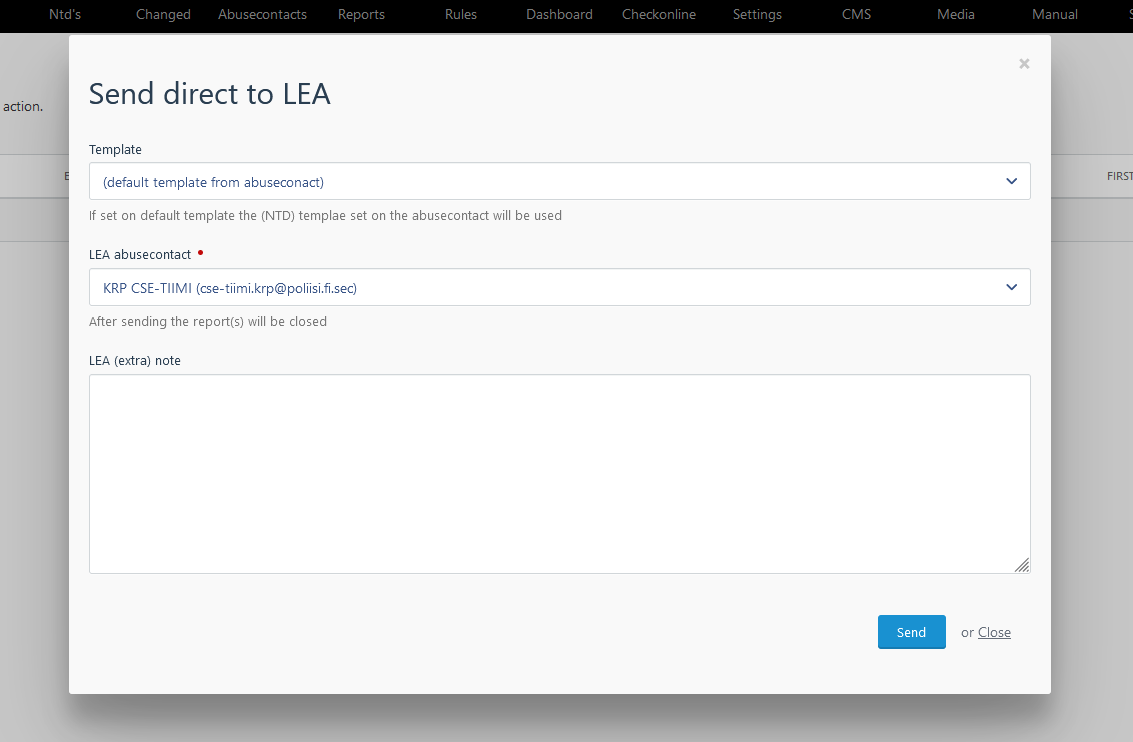 Ntd's Changed Abusecontacts Reports Rules Dashboard Checkonline Settings CMS Media Manual
×
Send direct to LEA
action.
Template
(default template from abuseconact)
E
FIRST
If set on default template the (NTD) templae set on the abusecontact will be used
LEA abusecontact •
KRP CSE-TIIMI (cse-tiimi.krp@poliisi.fi.sec)
After sending the report(s) will be closed
LEA (extra) note
Send or Close